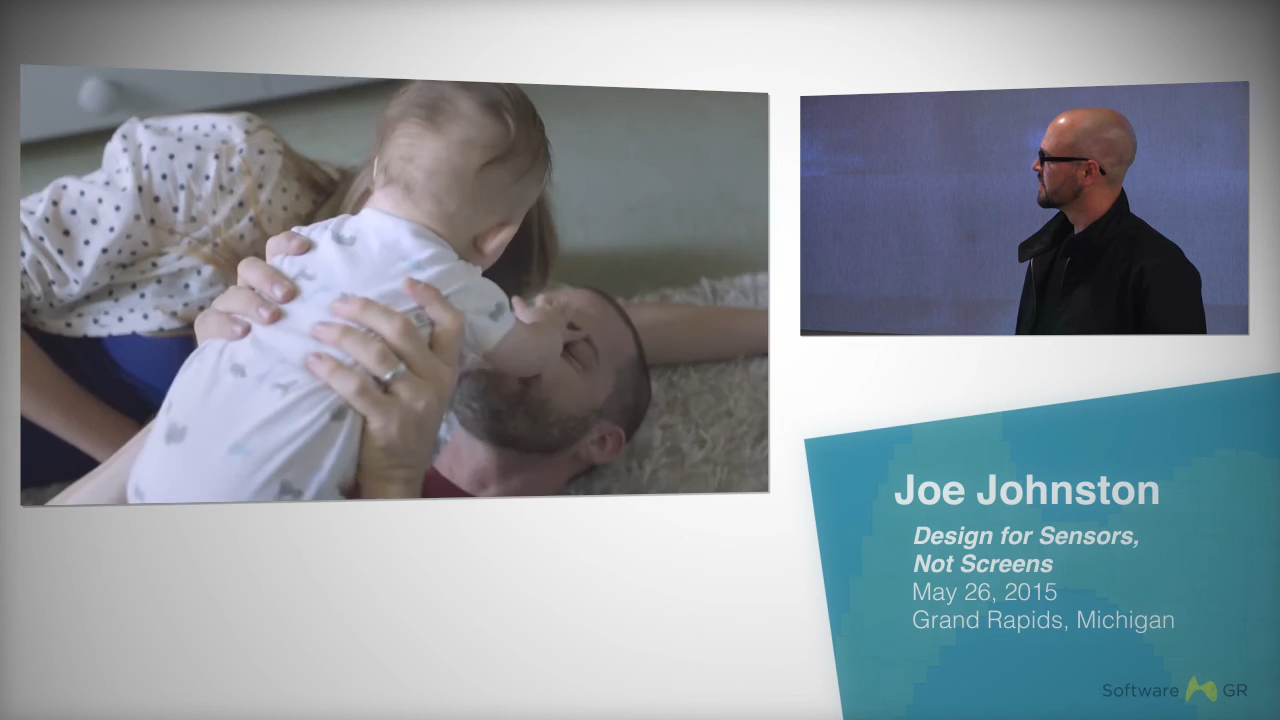 Joe Johnston
Design for Sensors,
Not Screens
May 26, 2015
Grand Rapids, Michigan
Software GR